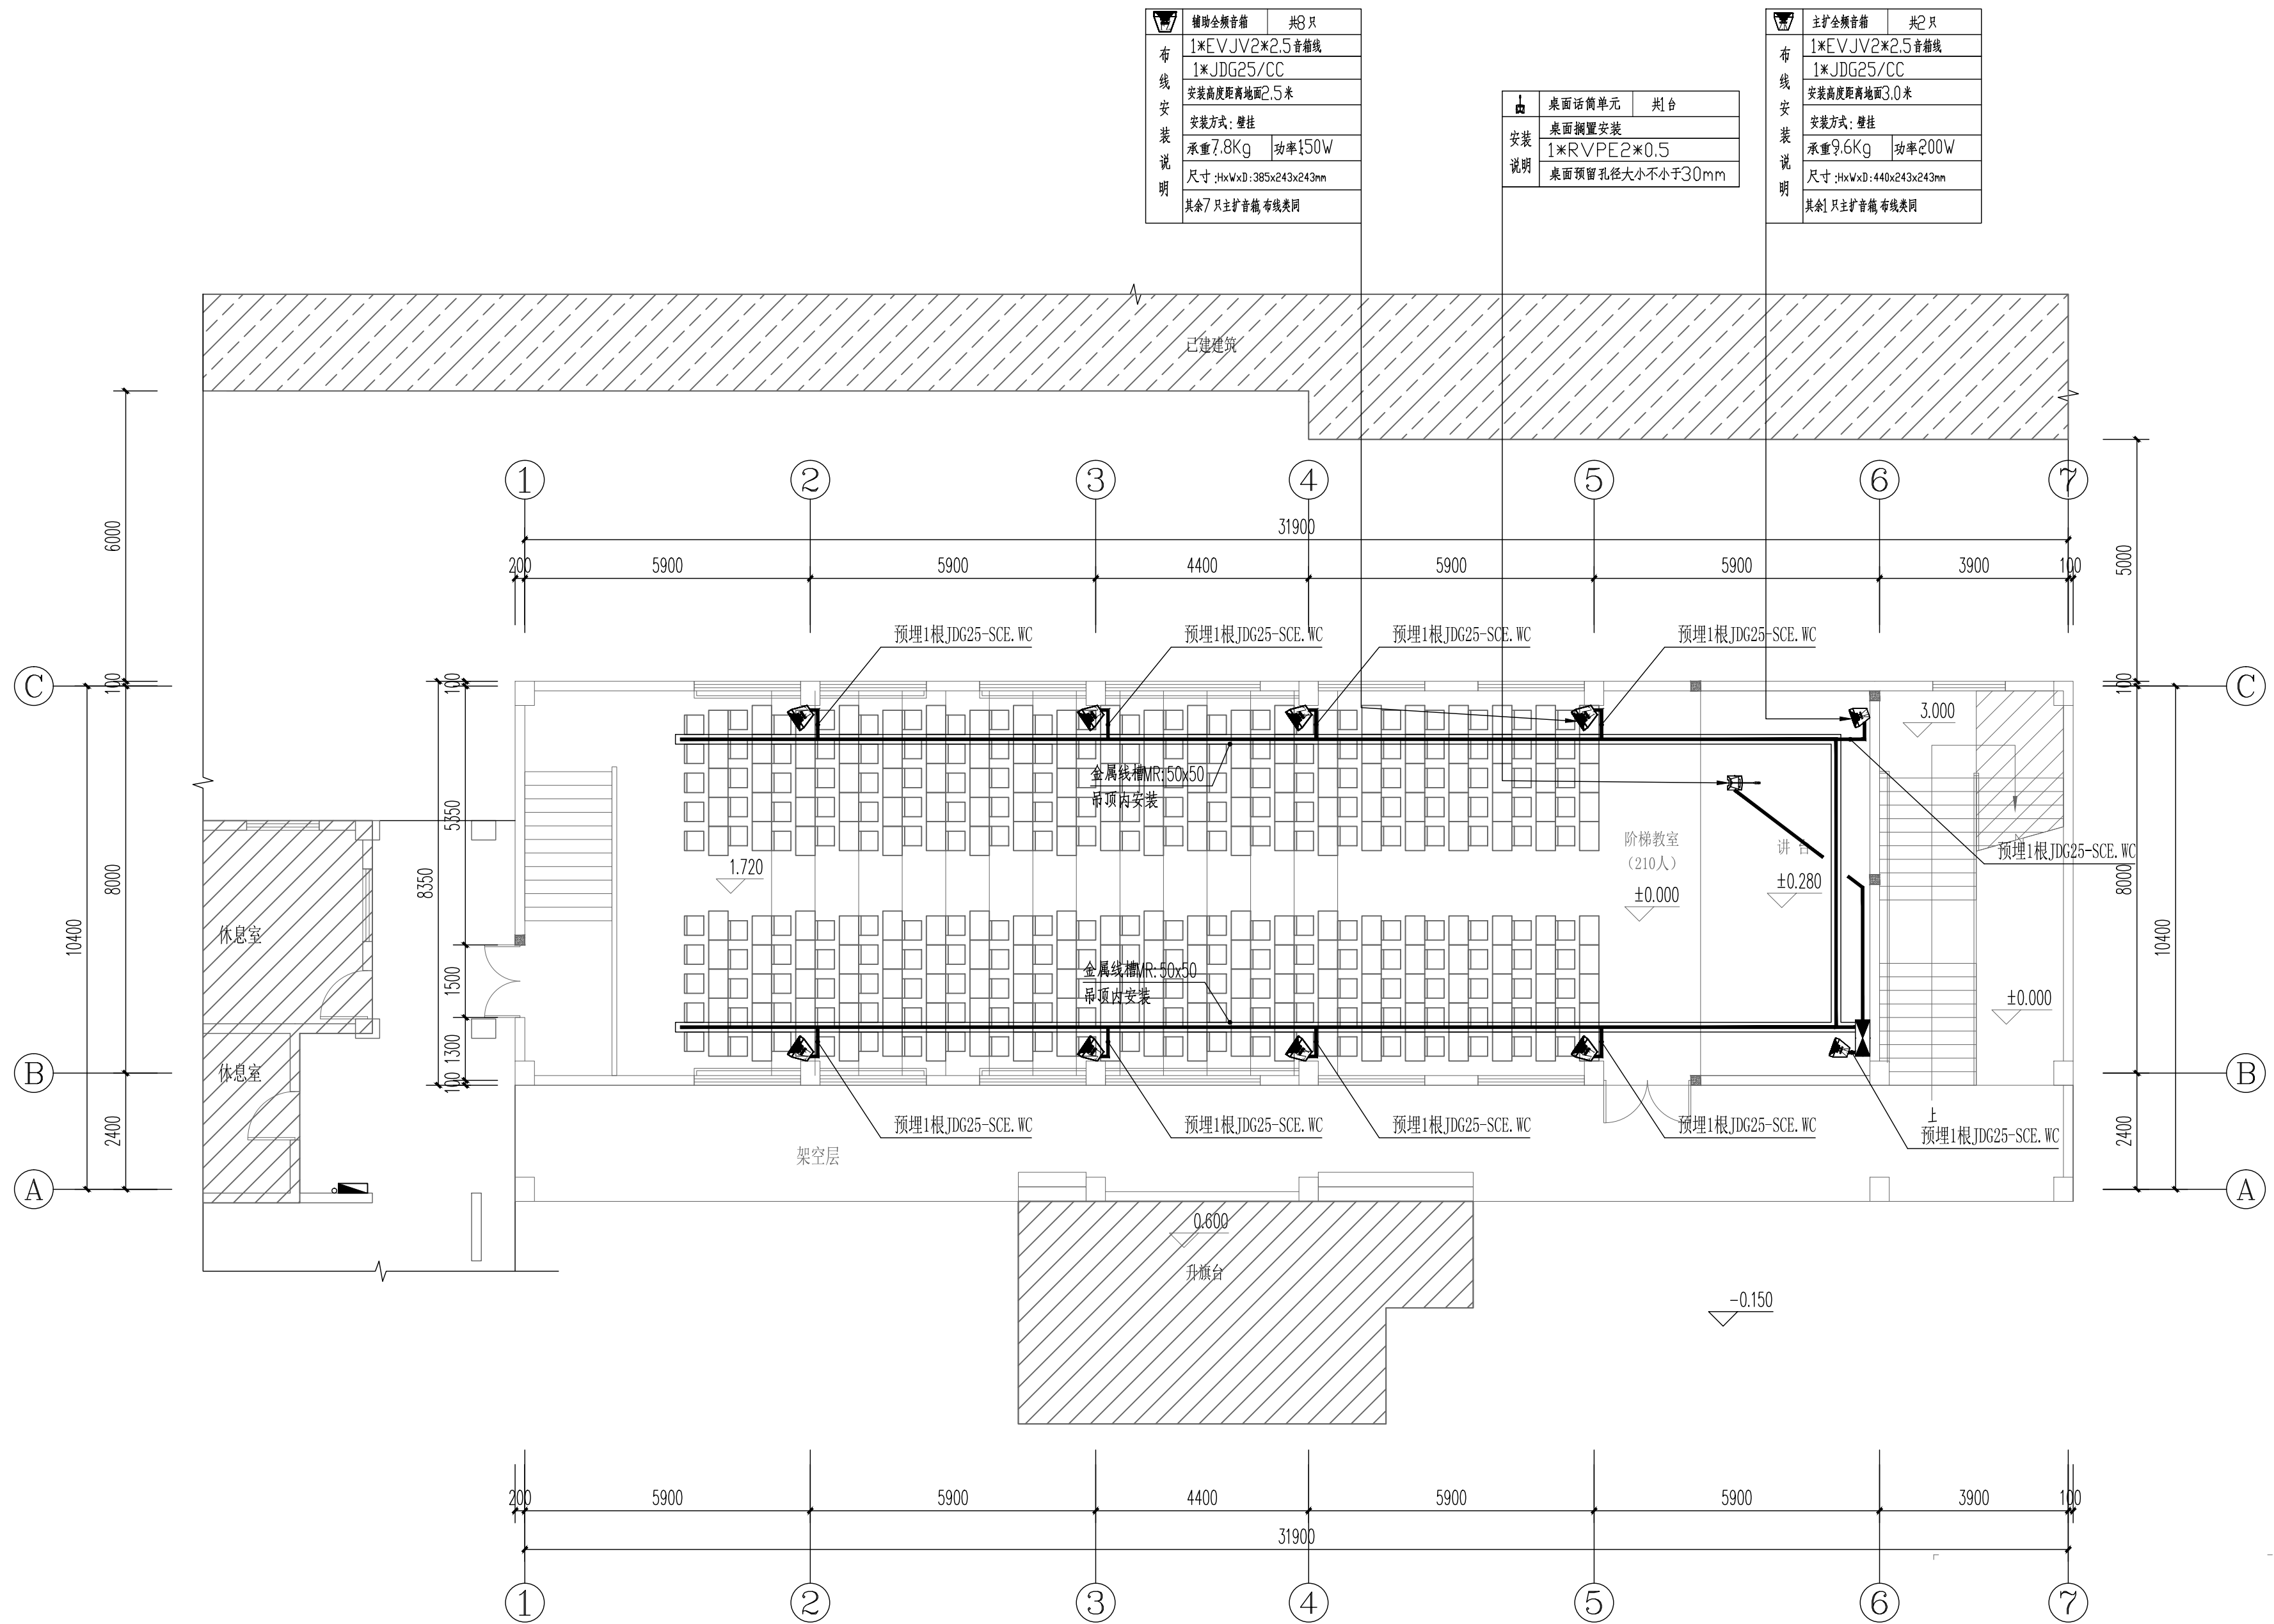 辅助全频音箱 共8只
布线安装说明
1*EVJV2*2.5音箱线
1*JDG25/CC
安装高度距离地面2.5米
安装方式：壁挂
承重7.8Kg 功率150W
尺寸:HxWxD:385x243x243mm
其余7只主扩音箱,布线类同
桌面话筒单元 共1台
安装说明
桌面搁置安装
1*RVPE2*0.5
桌面预留孔径大小不小于30mm
主扩全频音箱 共2只
布线安装说明
1*EVJV2*2.5音箱线
1*JDG25/CC
安装高度距离地面3.0米
安装方式：壁挂
承重9.6Kg 功率200W
尺寸:HxWxD:440x243x243mm
其余1只主扩音箱,布线类同
已建建筑
1 2 3 4 5 6 7
31900
200 5900 5900 4400 5900 5900 3900 100
6000
5000
预埋1根JDG25-SCE.WC
预埋1根JDG25-SCE.WC
预埋1根JDG25-SCE.WC
预埋1根JDG25-SCE.WC
C
100
100
100
C
3.000
金属线槽MR:50x50
吊顶内安装
5350
阶梯教室
（210人）
±0.000
讲 台
±0.280
预埋1根JDG25-SCE.WC
1.720
8350
8000
8000
10400
10400
休息室
金属线槽MR:50x50
吊顶内安装
1500
±0.000
1300
休息室
B
100
B
2400
2400
预埋1根JDG25-SCE.WC
预埋1根JDG25-SCE.WC
预埋1根JDG25-SCE.WC
预埋1根JDG25-SCE.WC
上
预埋1根JDG25-SCE.WC
架空层
A
A
0.600
升旗台
-0.150
200 5900 5900 4400 5900 5900 3900 100
31900
1 2 3 4 5 6 7